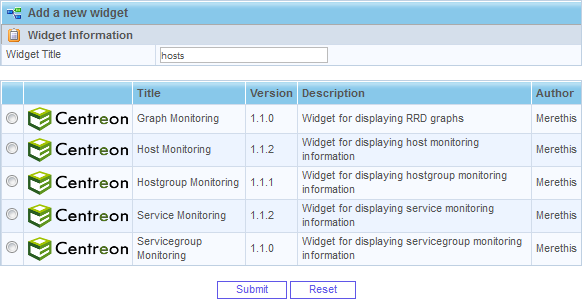 Add a new widget
Widget Information
Widget Title hosts
Title Version Description Author
Centreon Graph Monitoring 1.1.0 Widget for displaying RRD graphs Merethis
Centreon Host Monitoring 1.1.2 Widget for displaying host monitoring information Merethis
Centreon Hostgroup Monitoring 1.1.1 Widget for displaying hostgroup monitoring information Merethis
Centreon Service Monitoring 1.1.2 Widget for displaying service monitoring information Merethis
Centreon Servicegroup Monitoring 1.1.0 Widget for displaying servicegroup monitoring information Merethis
Submit Reset